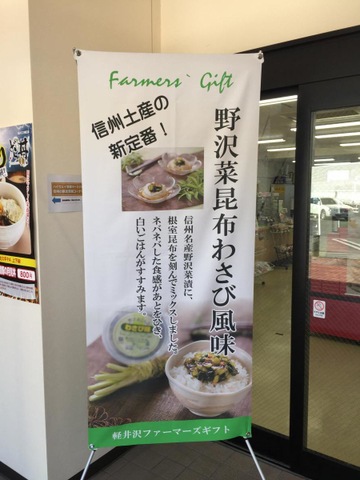 Farmers` Gift
信州土産の
新定番！
野沢菜昆布わさび風味
信州名産野沢菜漬に、
根室昆布を刻んでミックスしました。
ネバネバした食感があとをひき、
白いごはんがすすみます。
わさび味
軽井沢ファーマーズギフト